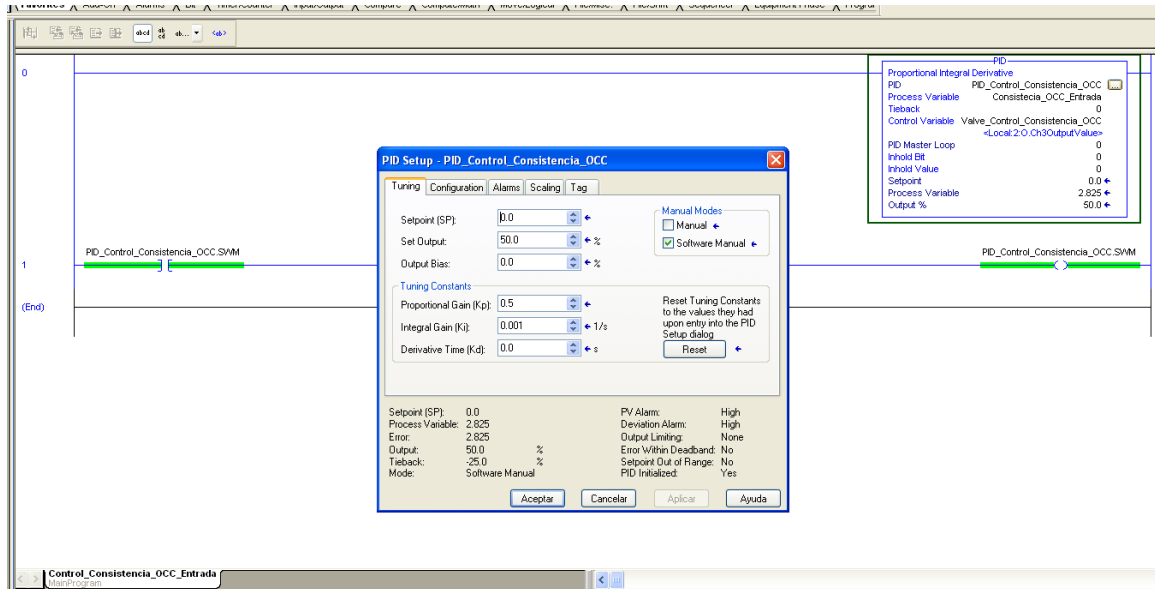 abcd ab cd ab... <ab>
0
PID
Proportional Integral Derivative
PID PID_Control_Consistencia_OCC ...
Process Variable Consistecia_OCC_Entrada
Tieback 0
Control Variable Valve_Control_Consistencia_OCC
<Local:2:O.Ch3OutputValue>
PID Master Loop 0
Inhold Bit 0
Inhold Value 0
Setpoint 0.0
Process Variable 2.825
Output % 50.0
PID Setup - PID_Control_Consistencia_OCC
Tuning Configuration Alarms Scaling Tag
Setpoint (SP): 0.0
Set Output: 50.0 %
Output Bias: 0.0 %
Manual Modes
Manual
Software Manual
Tuning Constants
Proportional Gain (Kp): 0.5
Integral Gain (Ki): 0.001 1/s
Derivative Time (Kd): 0.0 s
Reset Tuning Constants
to the values they had
upon entry into the PID
Setup dialog
Reset
Setpoint (SP): 0.0
Process Variable: 2.825
Error: 2.825
Output: 50.0 %
Tieback: -25.0 %
Mode: Software Manual
PV Alarm: High
Deviation Alarm: High
Output Limiting: None
Error Within Deadband: No
Setpoint Out of Range: No
PID Initialized: Yes
Aceptar Cancelar Aplicar Ayuda
1
PID_Control_Consistencia_OCC.SWM
PID_Control_Consistencia_OCC.SWM
(End)
Control_Consistencia_OCC_Entrada
MainProgram